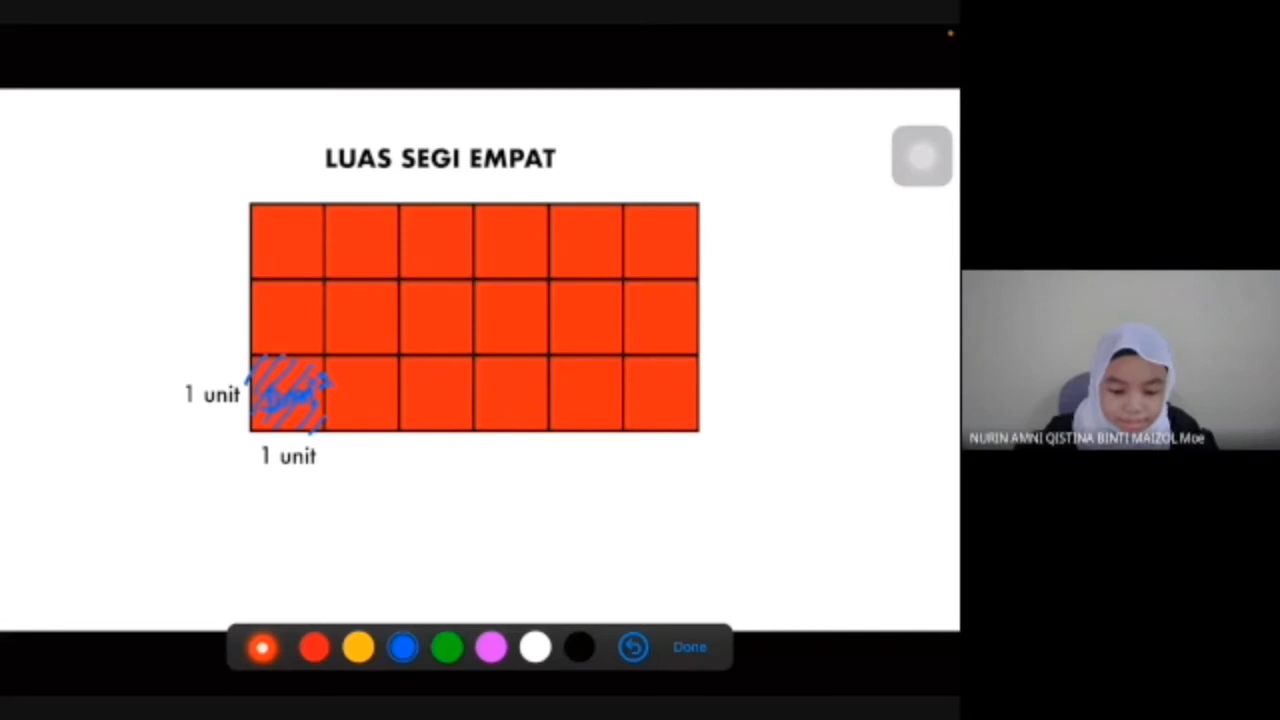 LUAS SEGI EMPAT
1 unit
1 unit
NURIN AMNI QISTINA BINTI MAIZOL Moe
Done